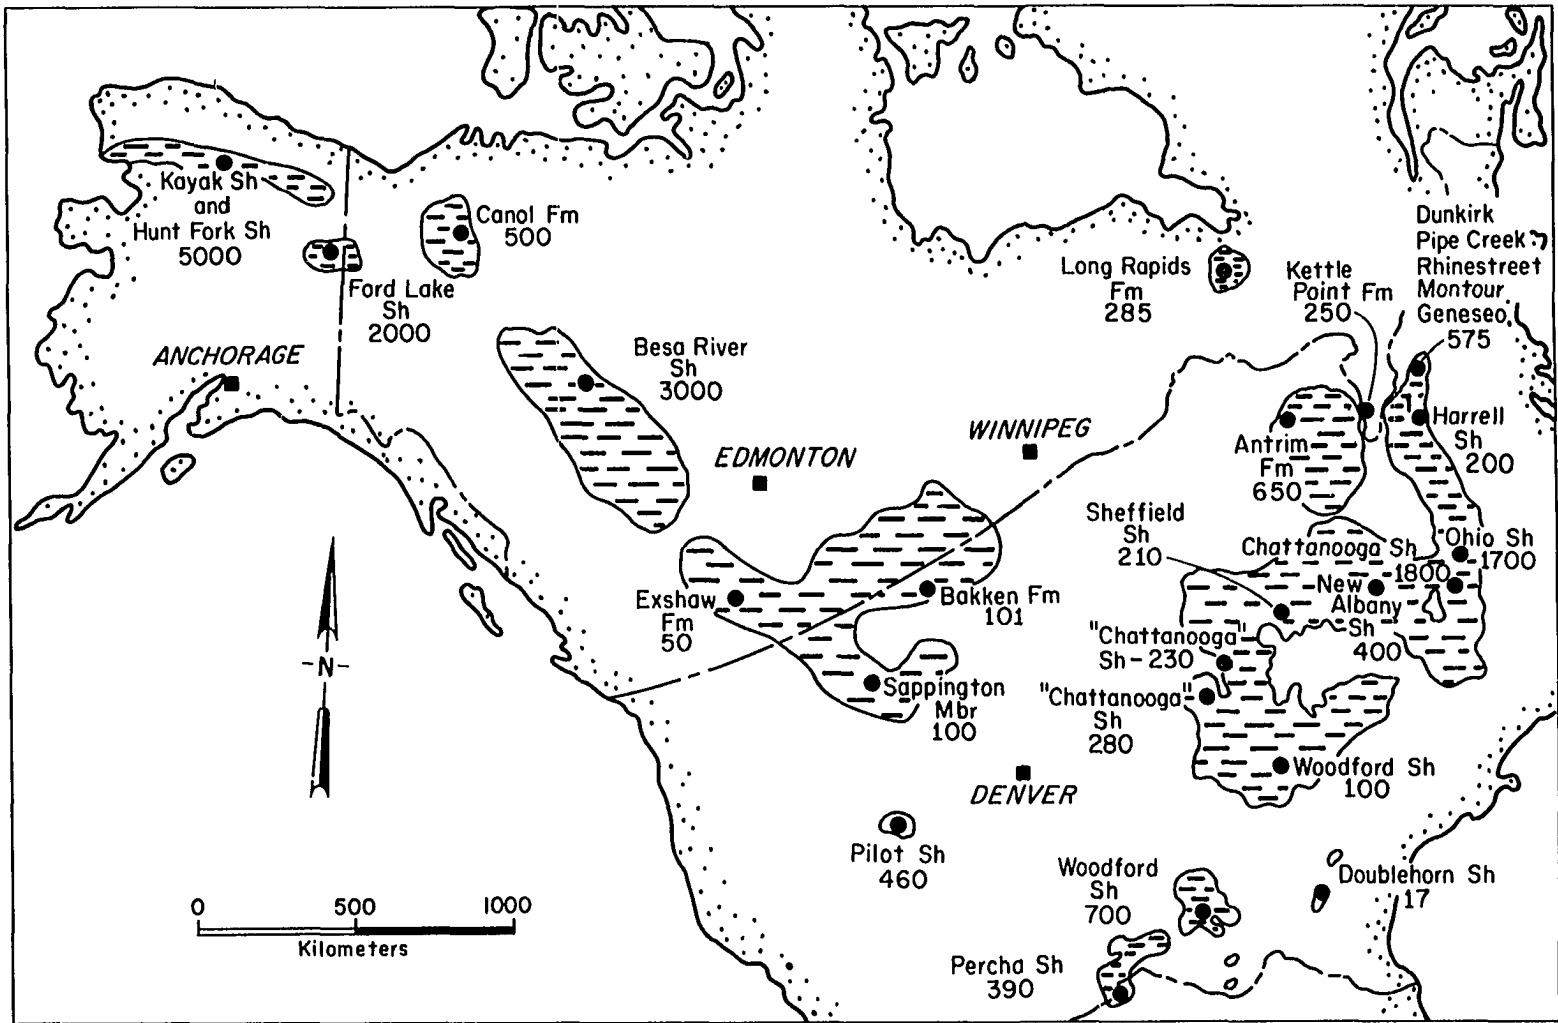 Kayak Sh
and
Hunt Fork Sh
5000
Canol Fm
500
Ford Lake
Sh
2000
ANCHORAGE
Besa River
Sh
3000
EDMONTON
WINNIPEG
Long Rapids
Fm
285
Kettle
Point Fm
250
Dunkirk
Pipe Creek
Rhinestreet
Montour
Geneseo
575
Harrell
Sh
200
Antrim
Fm
650
Sheffield
Sh
210
Chattanooga Sh
1800
Ohio Sh
1700
New
Albany
Sh
400
Exshaw
Fm
50
Bakken Fm
101
Sappington
Mbr
100
"Chattanooga"
Sh-230
"Chattanooga"
Sh
280
Woodford Sh
100
DENVER
Pilot Sh
460
Woodford
Sh
700
Doublehorn Sh
17
Percha Sh
390
-N-
0 500 1000
Kilometers